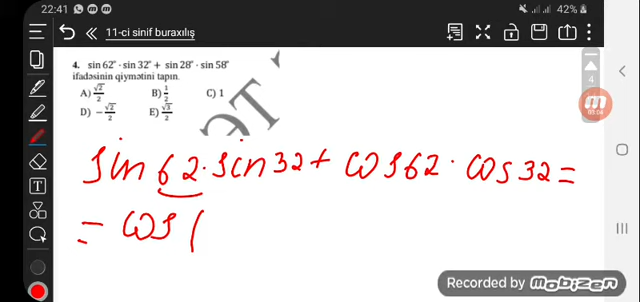 22:41
42%
11-ci sinif buraxılış
4. sin 62° · sin 32° + sin 28° · sin 58°
ifadəsinin qiymətini tapın.
A) √2/2 B) 1/2 C) 1
D) -√2/2 E) √3/2
4
sin 62 · sin 32 + cos 62 · cos 32 =
= cos (
Recorded by mobizen